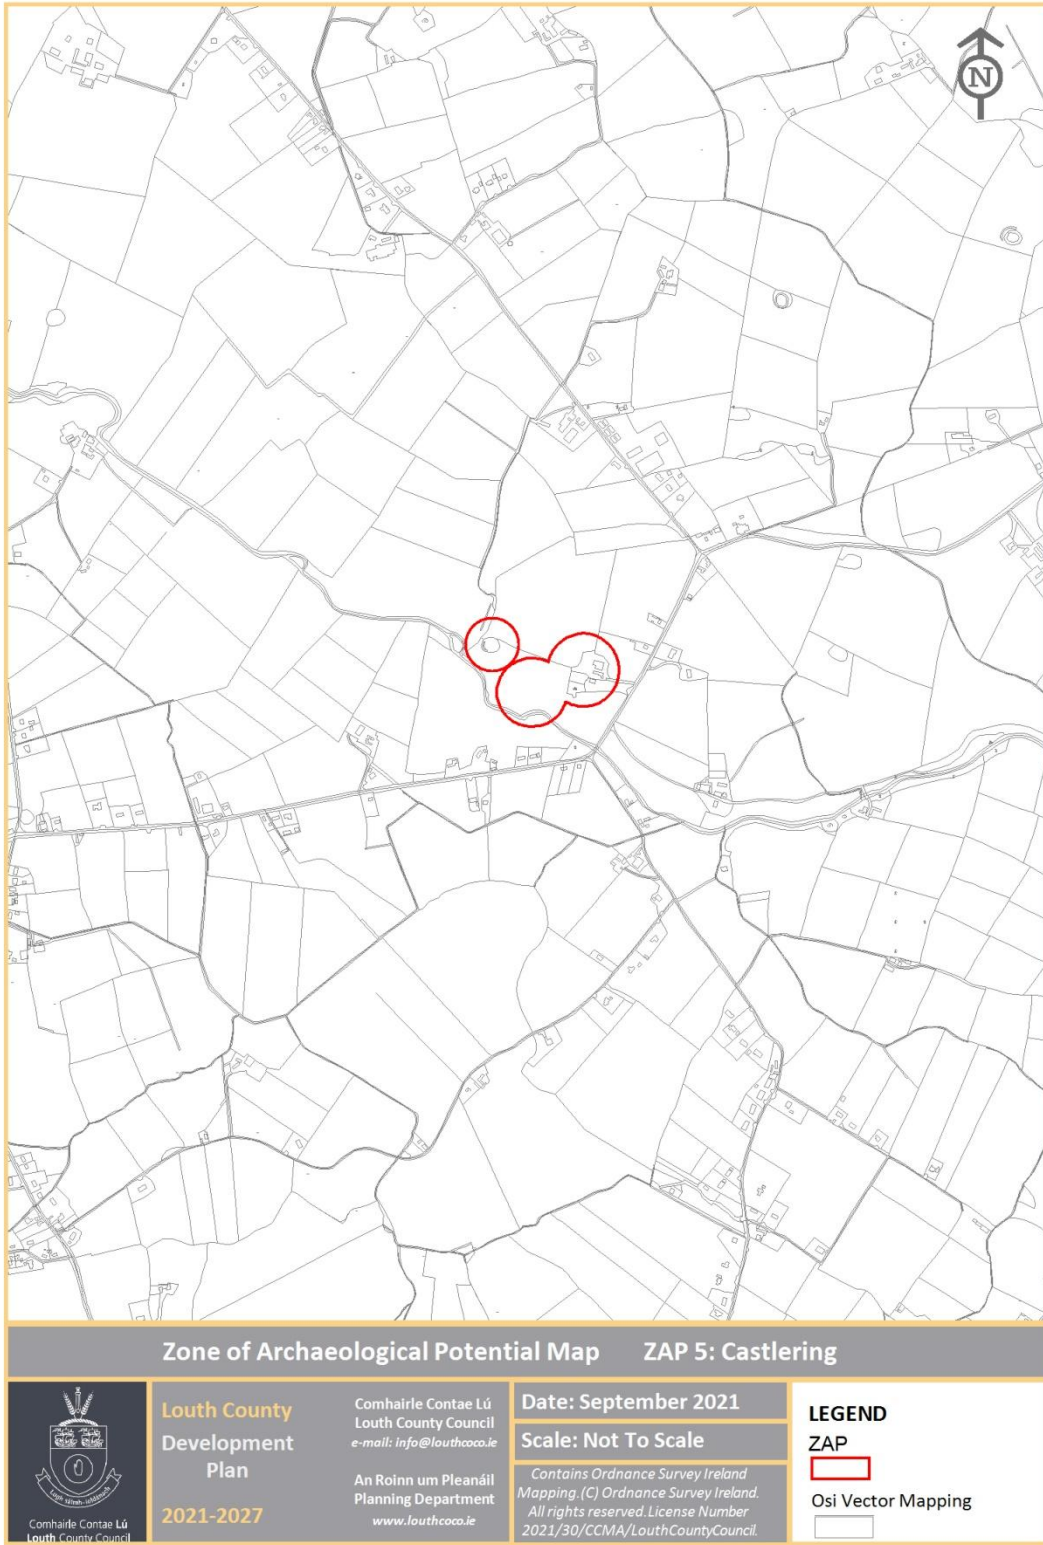 N
Zone of Archaeological Potential Map ZAP 5: Castlering
Comhairle Contae Lú
Louth County Council
Louth County
Development
Plan
2021-2027
Comhairle Contae Lú
Louth County Council
e-mail: info@louthcoco.ie
An Roinn um Pleanáil
Planning Department
www.louthcoco.ie
Date: September 2021
Scale: Not To Scale
Contains Ordnance Survey Ireland
Mapping.(C) Ordnance Survey Ireland.
All rights reserved.License Number
2021/30/CCMA/LouthCountyCouncil.
LEGEND
ZAP
Osi Vector Mapping